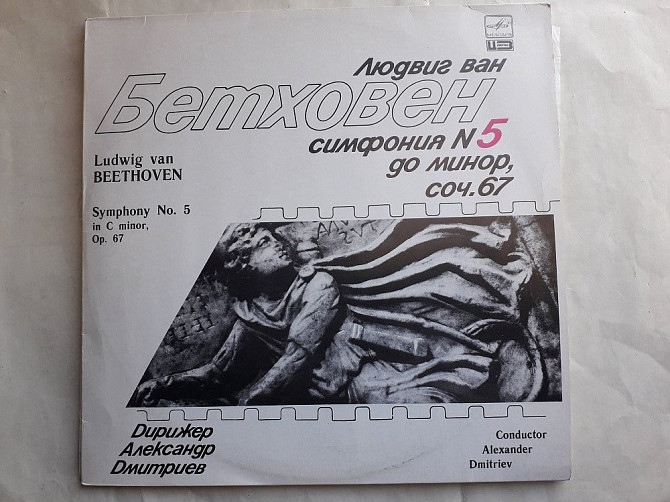 Людвиг ван
Бетховен
симфония N5
до минор,
соч.67
Ludwig van
BEETHOVEN
Symphony No. 5
in C minor,
Op. 67
Дирижер
Александр
Дмитриев
Conductor
Alexander
Dmitriev